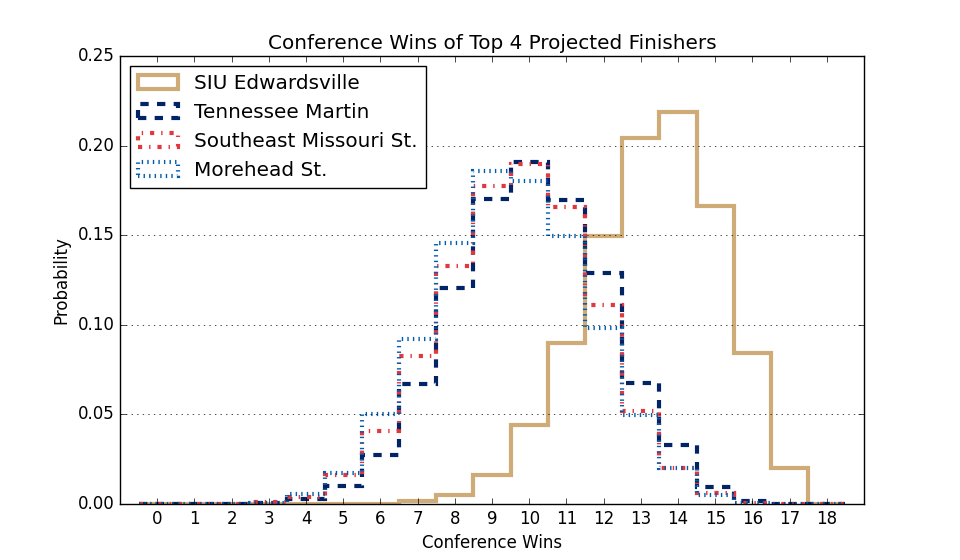 Conference Wins of Top 4 Projected Finishers
0.25
0.20
0.15
0.10
0.05
0.00
Probability
SIU Edwardsville
Tennessee Martin
Southeast Missouri St.
Morehead St.
0 1 2 3 4 5 6 7 8 9 10 11 12 13 14 15 16 17 18
Conference Wins